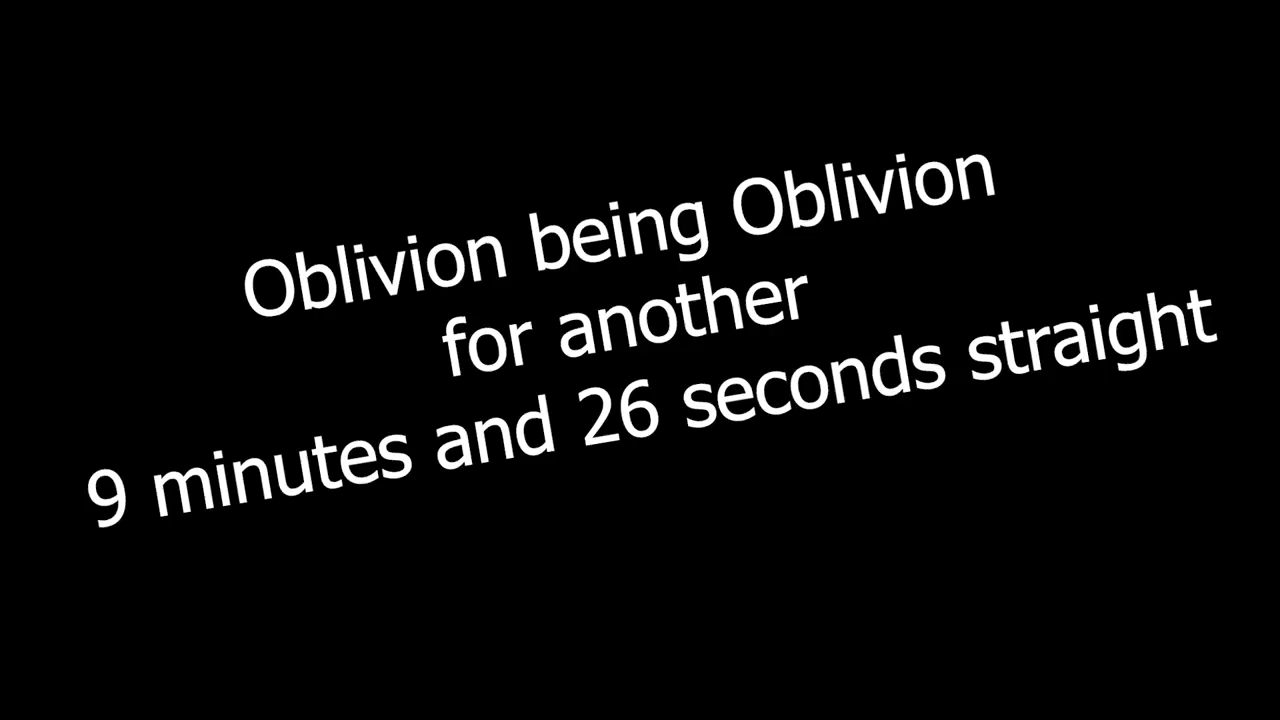 Oblivion being Oblivion
for another
9 minutes and 26 seconds straight